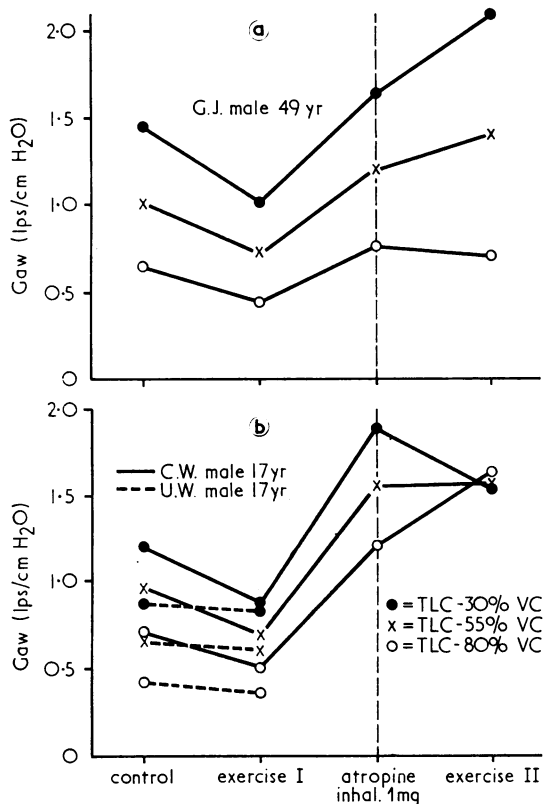 2·0
a
G.J. male 49 yr
1·5
1·0
0·5
0
Gaw (lps/cm H₂O)
2·0
b
C.W. male 17yr
U.W. male 17yr
1·5
1·0
0·5
0
Gaw (lps/cm H₂O)
● = TLC-30% VC
x = TLC-55% VC
○ = TLC-80% VC
control exercise I atropine exercise II
inhal. 1mg